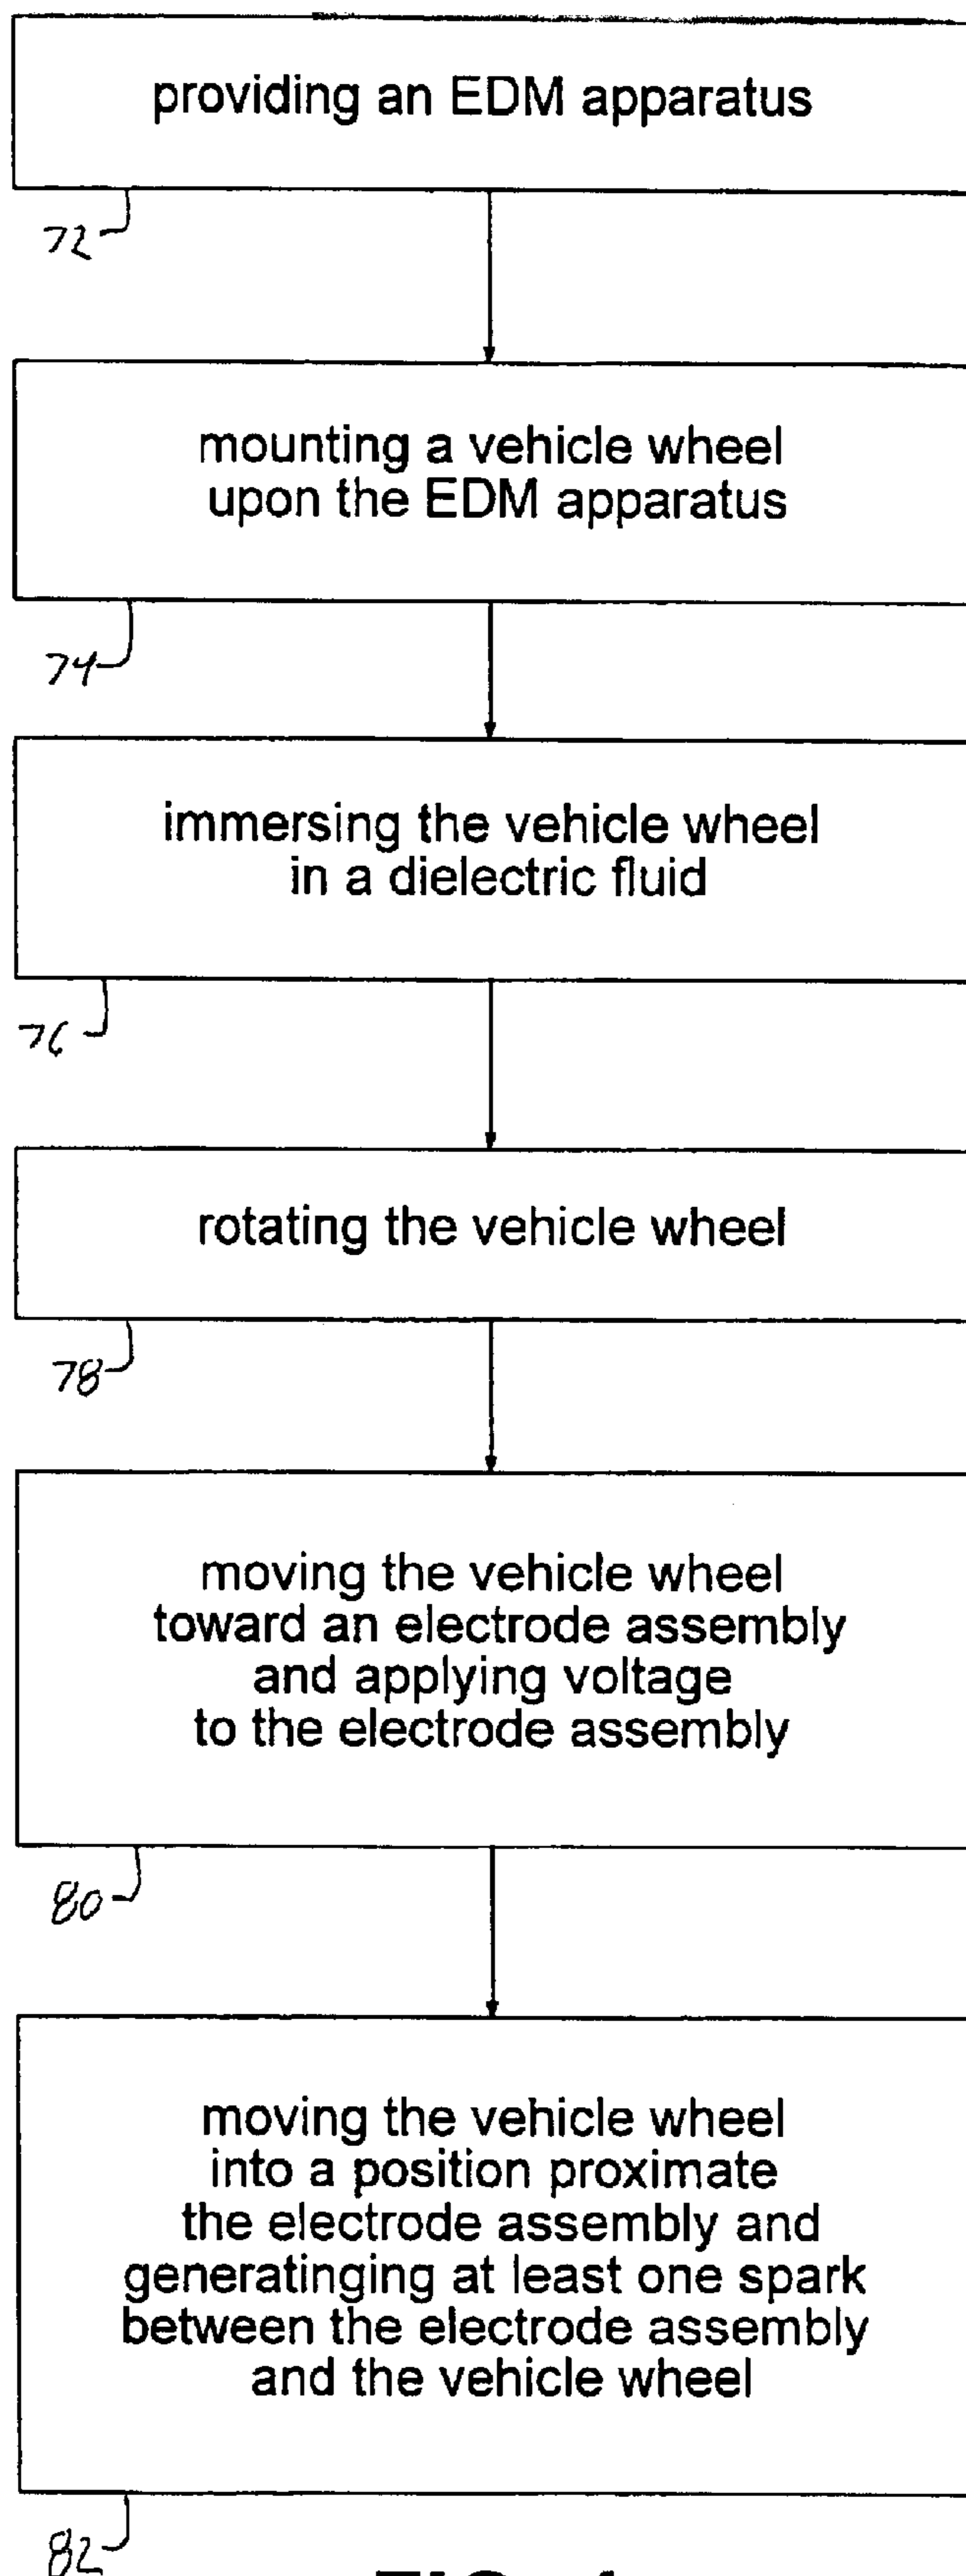 providing an EDM apparatus
72
mounting a vehicle wheel
upon the EDM apparatus
74
immersing the vehicle wheel
in a dielectric fluid
76
rotating the vehicle wheel
78
moving the vehicle wheel
toward an electrode assembly
and applying voltage
to the electrode assembly
80
moving the vehicle wheel
into a position proximate
the electrode assembly and
generatinging at least one spark
between the electrode assembly
and the vehicle wheel
82